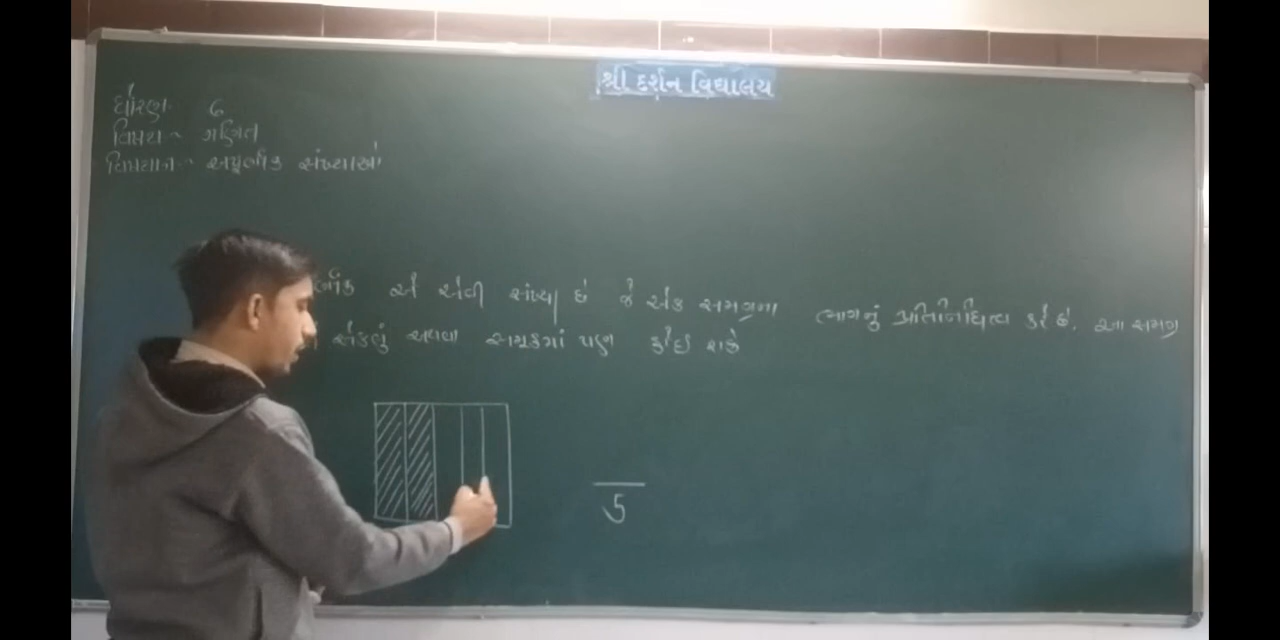 શ્રી દર્શન વિદ્યાલય
ધોરણ- ૬
વિષય - ગણિત
અપૂર્ણાંક સંખ્યાઓ
એ એવી સંખ્યા છે જે એક સમગ્રના ભાગનું પ્રતિનિધિત્વ કરે છે. આ સમગ્ર
એકલું અથવા સમૂહમાં પણ હોઈ શકે
5